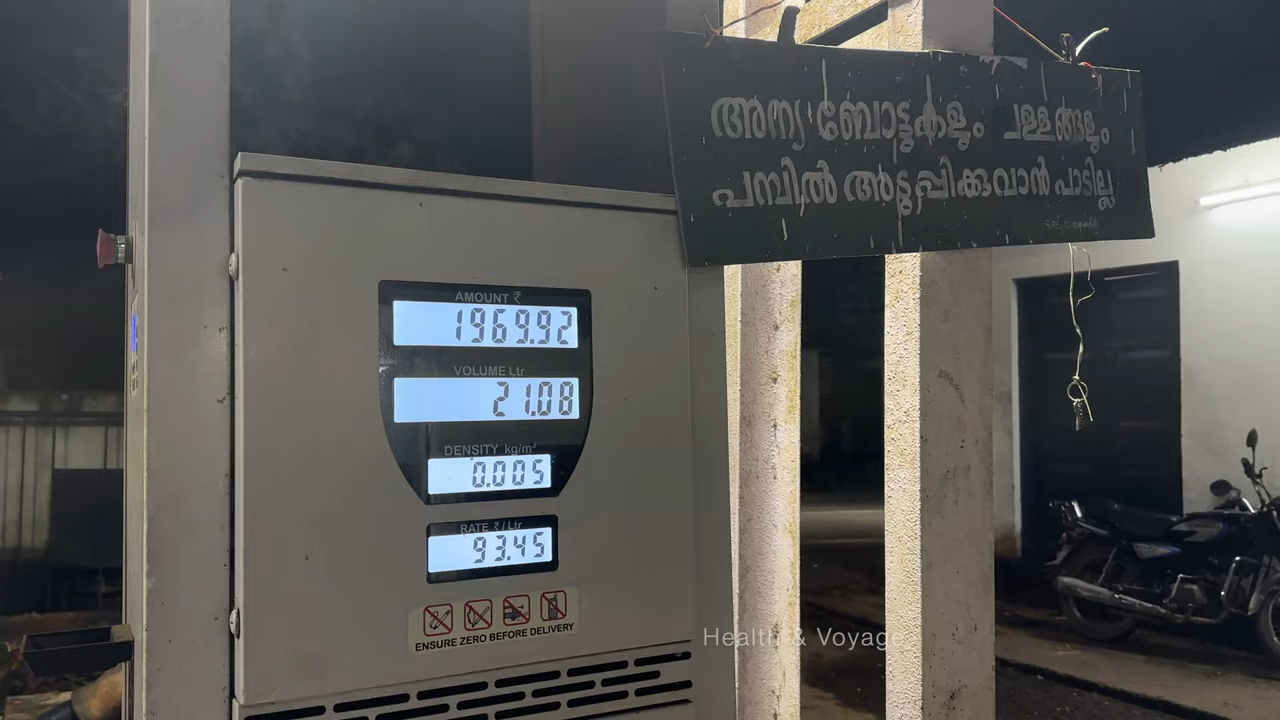 അന്യ ബോട്ടുകളും ചള്ളങ്ങളും
പമ്പിൽ അടുപ്പിക്കുവാൻ പാടില്ല
AMOUNT ₹
1969.92
VOLUME Ltr
21.08
DENSITY kg/m³
0.005
RATE ₹/Ltr
93.45
ENSURE ZERO BEFORE DELIVERY
Health & Voyage